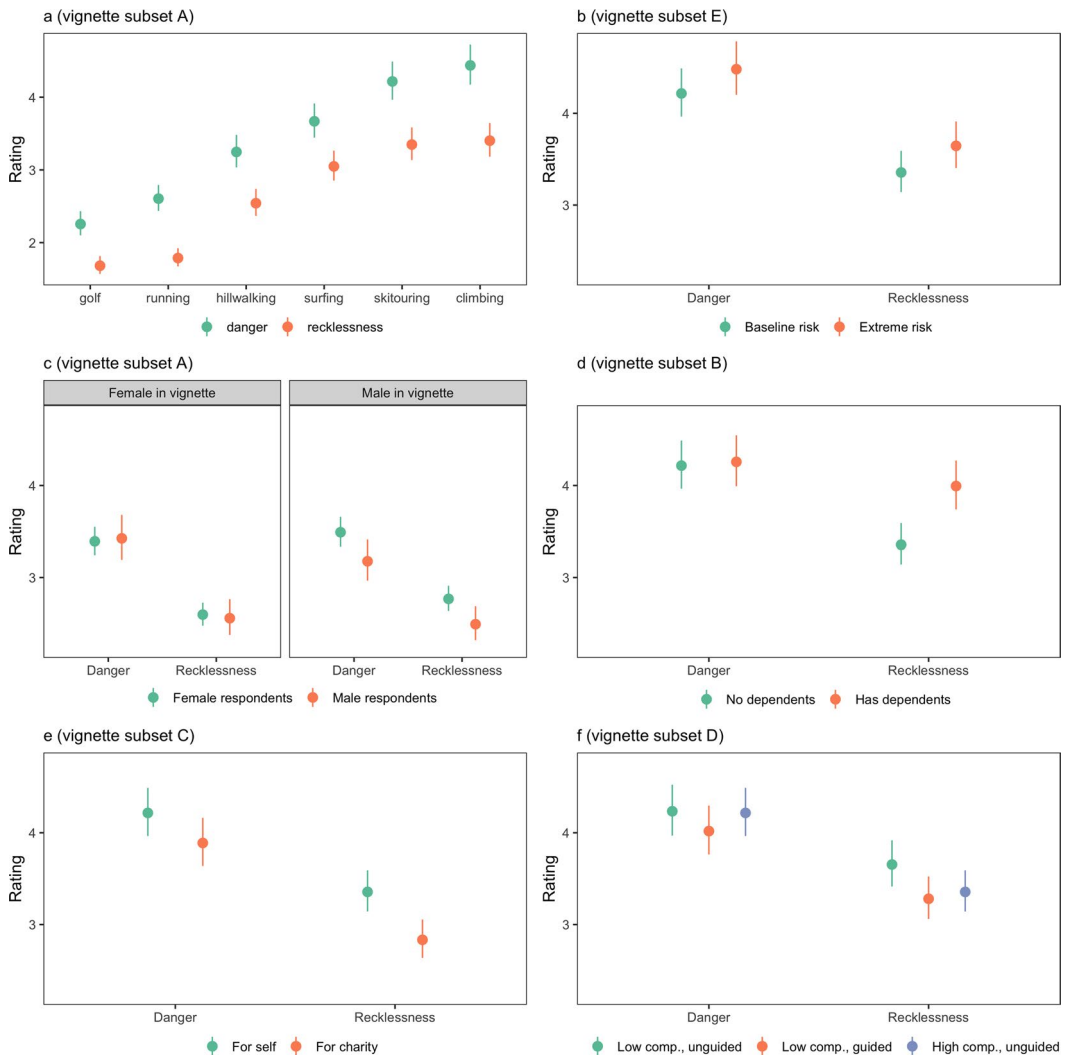 a (vignette subset A)
Rating
4
3
2
golf running hillwalking surfing skitouring climbing
danger recklessness
b (vignette subset E)
Rating
4
3
Danger Recklessness
Baseline risk Extreme risk
c (vignette subset A)
Female in vignette Male in vignette
Rating
4
3
Danger Recklessness Danger Recklessness
Female respondents Male respondents
d (vignette subset B)
Rating
4
3
Danger Recklessness
No dependents Has dependents
e (vignette subset C)
Rating
4
3
Danger Recklessness
For self For charity
f (vignette subset D)
Rating
4
3
Danger Recklessness
Low comp., unguided Low comp., guided High comp., unguided